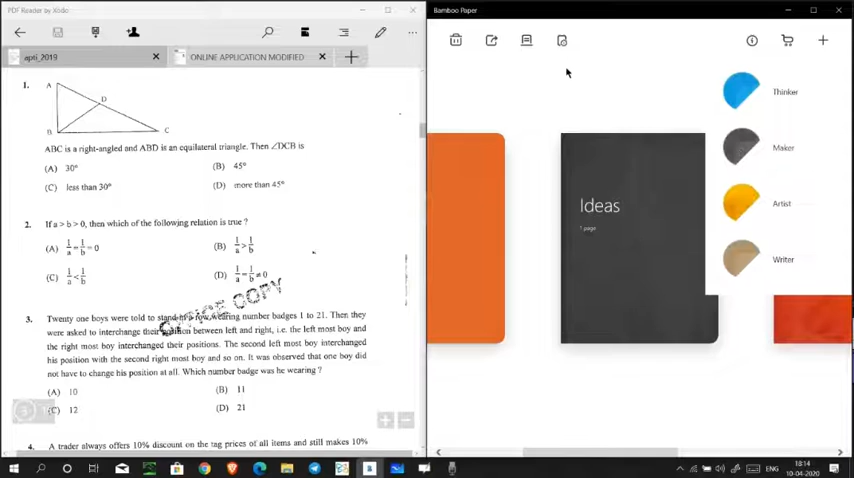 PDF Reader by Xodo
apti_2019
ONLINE APPLICATION MODIFIED
1.
A
D
B
C
ABC is a right-angled and ABD is an equilateral triangle. Then ∠DCB is
(A) 30° (B) 45°
(C) less than 30° (D) more than 45°
2. If a > b > 0, then which of the following relation is true ?
(A) 1/a = 1/b = 0 (B) 1/a > 1/b
(C) 1/a < 1/b (D) 1/a = 1/b ≠ 0
OFFICE COPY
3. Twenty one boys were told to stand in a row wearing number badges 1 to 21. Then they
were asked to interchange their position between left and right, i.e. the left most boy and
the right most boy interchanged their positions. The second left most boy interchanged
his position with the second right most boy and so on. It was observed that one boy did
not have to change his position at all. Which number badge was he wearing ?
(A) 10 (B) 11
(C) 12 (D) 21
4. A trader always offers 10% discount on the tag prices of all items and still makes 10%
Bamboo Paper
Thinker
Maker
Artist
Writer
Ideas
1 page
ENG
18:14
10-04-2020